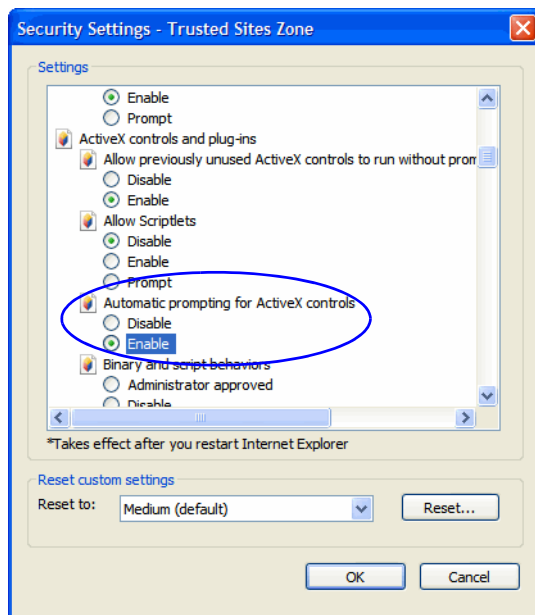 Security Settings - Trusted Sites Zone
Settings
Enable
Prompt
ActiveX controls and plug-ins
Allow previously unused ActiveX controls to run without
Disable
Enable
Allow Scriptlets
Disable
Enable
Prompt
Automatic prompting for ActiveX controls
Disable
Enable
Binary and script behaviors
Administrator approved
Disable
*Takes effect after you restart Internet Explorer
Reset custom settings
Reset to:
Medium (default)
Reset...
OK
Cancel